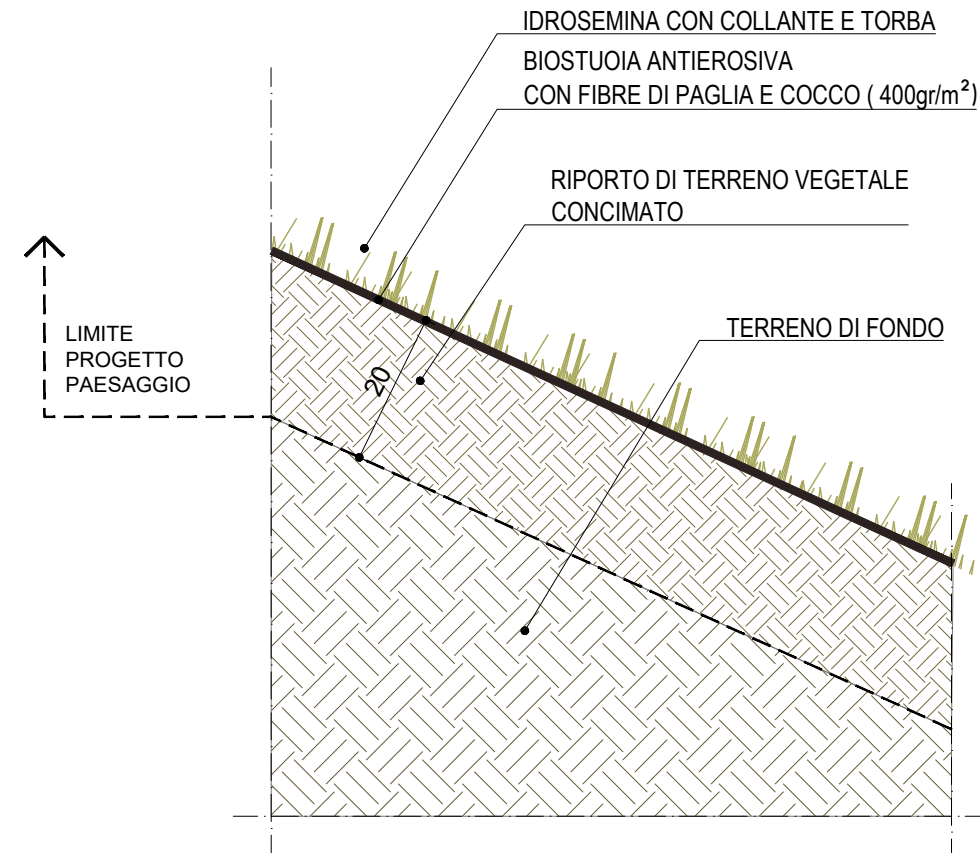 IDROSEMINA CON COLLANTE E TORBA
BIOSTUOIA ANTIEROSIVA
CON FIBRE DI PAGLIA E COCCO ( 400gr/m²)
RIPORTO DI TERRENO VEGETALE
CONCIMATO
TERRENO DI FONDO
LIMITE
PROGETTO
PAESAGGIO
20